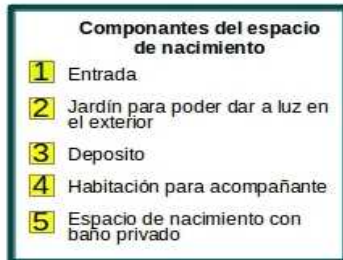 Componantes del espacio
de nacimiento
1 Entrada
2 Jardín para poder dar a luz en
el exterior
3 Deposito
4 Habitación para acompañante
5 Espacio de nacimiento con
baño privado